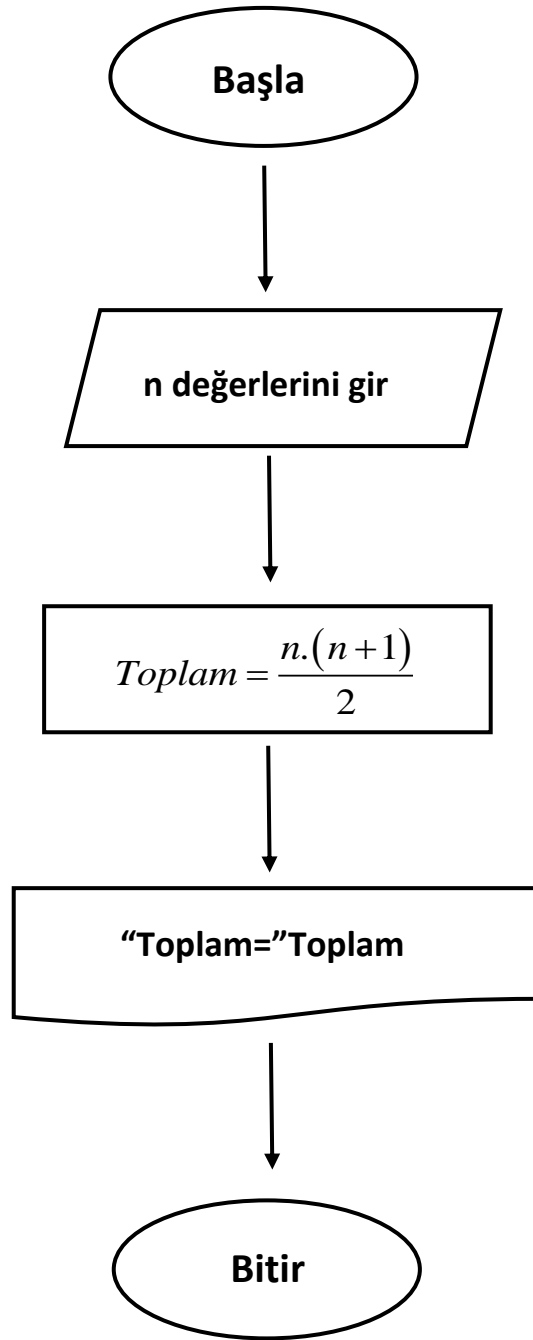 Başla
n değerlerini gir
Toplam = n.(n+1)/2
“Toplam=”Toplam
Bitir